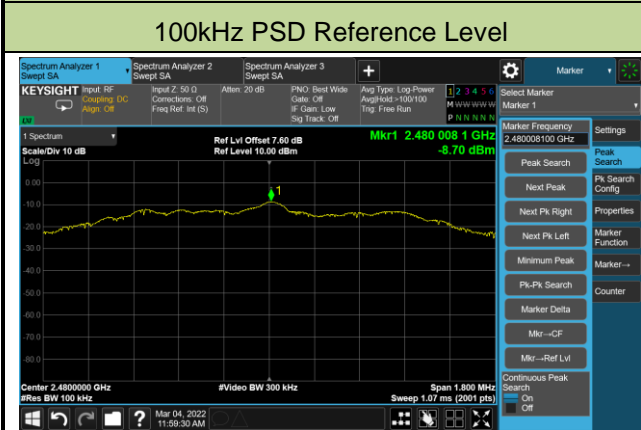 100kHz PSD Reference Level
Spectrum Analyzer 1
Swept SA
Spectrum Analyzer 2
Swept SA
Spectrum Analyzer 3
Swept SA
+
Marker
KEYSIGHT
Input: RF
Coupling: DC
Align: Off
Input Z: 50 Ω
Corrections: Off
Freq Ref: Int (S)
Atten: 20 dB
PNO: Best Wide
Gate: Off
IF Gain: Low
Sig Track: Off
Avg Type: Log-Power
Avg|Hold:>100/100
Trig: Free Run
1 2 3 4 5 6
M W W W W W
P N N N N N
Select Marker
Marker 1
1 Spectrum
Scale/Div 10 dB
Ref Lvl Offset 7.60 dB
Ref Level 10.00 dBm
Mkr1 2.480 008 1 GHz
-8.70 dBm
Log
0.00
-10.0
-20.0
-30.0
-40.0
-50.0
-60.0
-70.0
-80.0
1
Center 2.4800000 GHz
#Res BW 100 kHz
#Video BW 300 kHz
Span 1.800 MHz
Sweep 1.07 ms (2001 pts)
Marker Frequency
2.480008100 GHz
Peak Search
Next Peak
Next Pk Right
Next Pk Left
Minimum Peak
Pk-Pk Search
Marker Delta
Mkr→CF
Mkr→Ref Lvl
Continuous Peak
Search
On
Off
Settings
Peak
Search
Pk Search
Config
Properties
Marker
Function
Marker→
Counter
?
Mar 04, 2022
11:59:30 AM